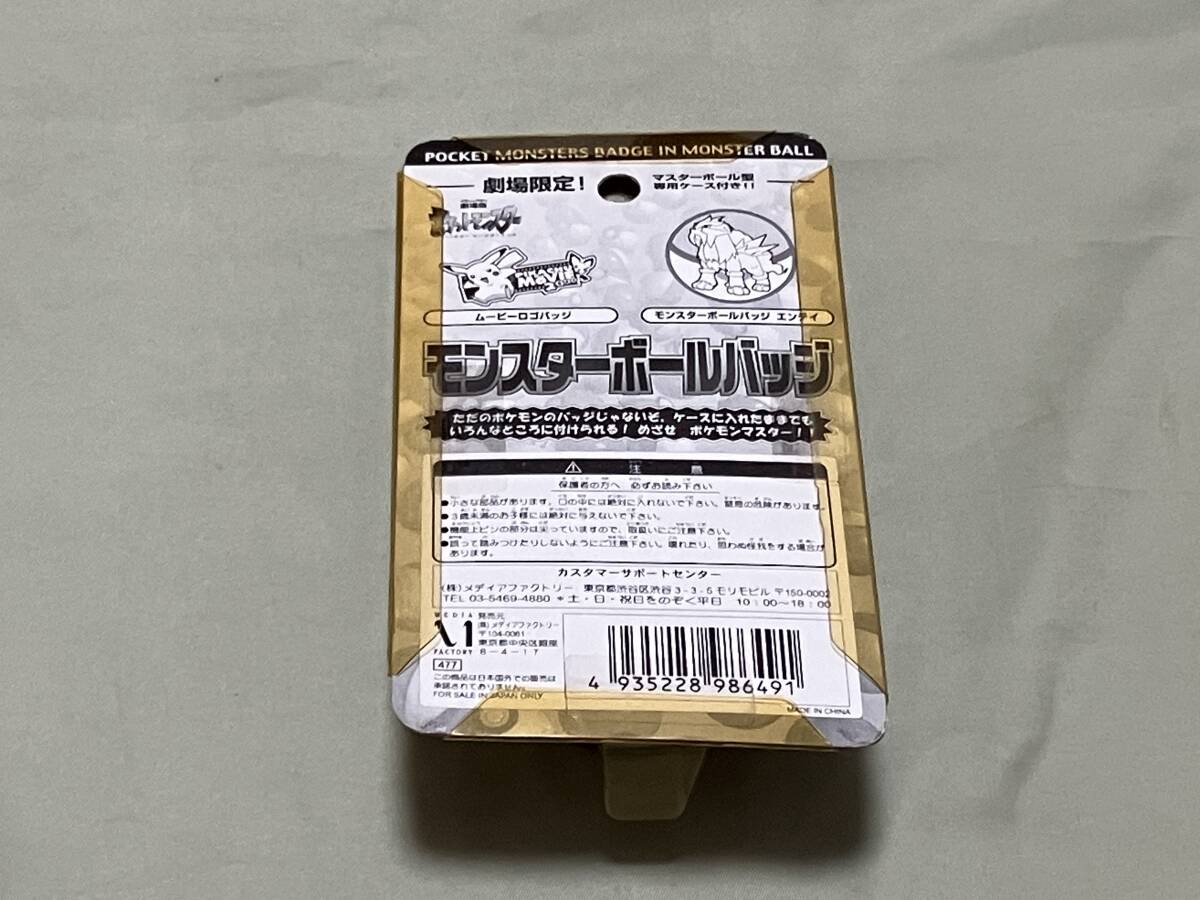 POCKET MONSTERS BADGE IN MONSTER BALL
劇場限定!
マスターボール型
専用ケース付き!!
劇場版
ポケットモンスター
MOVIE
ムービーロゴバッジ
モンスターボールバッジ エンテイ
モンスターボールバッジ
ただのポケモンのバッジじゃないぞ。ケースに入れたままでも
いろんなところに付けられる! めざせ ポケモンマスター!!
⚠ 注 意
保護者の方へ 必ずお読み下さい
●小さな部品があります。口の中には絶対に入れないで下さい。窒息の危険があります。
●3歳未満のお子様には絶対に与えないで下さい。
●機能上ピンの部分は尖っていますので、取扱いにご注意下さい。
●誤って踏みつけたりしないようにご注意下さい。壊れたり、思わぬ怪我をする場合が
あります。
カスタマーサポートセンター
(株)メディアファクトリー 東京都渋谷区渋谷3-3-5モリモビル 〒150-0002
TEL 03-5469-4880 *土・日・祝日をのぞく平日 10:00〜18:00
MEDIA
FACTORY
477
発売元
(株)メディアファクトリー
〒104-0061
東京都中央区銀座
8-4-17
この商品は日本国外での販売は
承認されておりません。
FOR SALE IN JAPAN ONLY
4 935228 986491
MADE IN CHINA